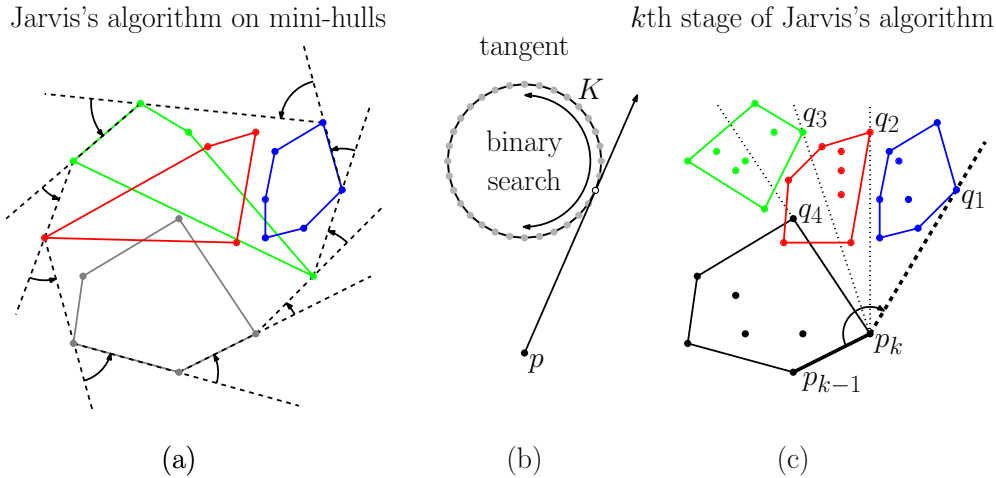 Jarvis's algorithm on mini-hulls
kth stage of Jarvis's algorithm
tangent
K
binary
search
p
q3
q2
q1
q4
pk
pk−1
(a)
(b)
(c)